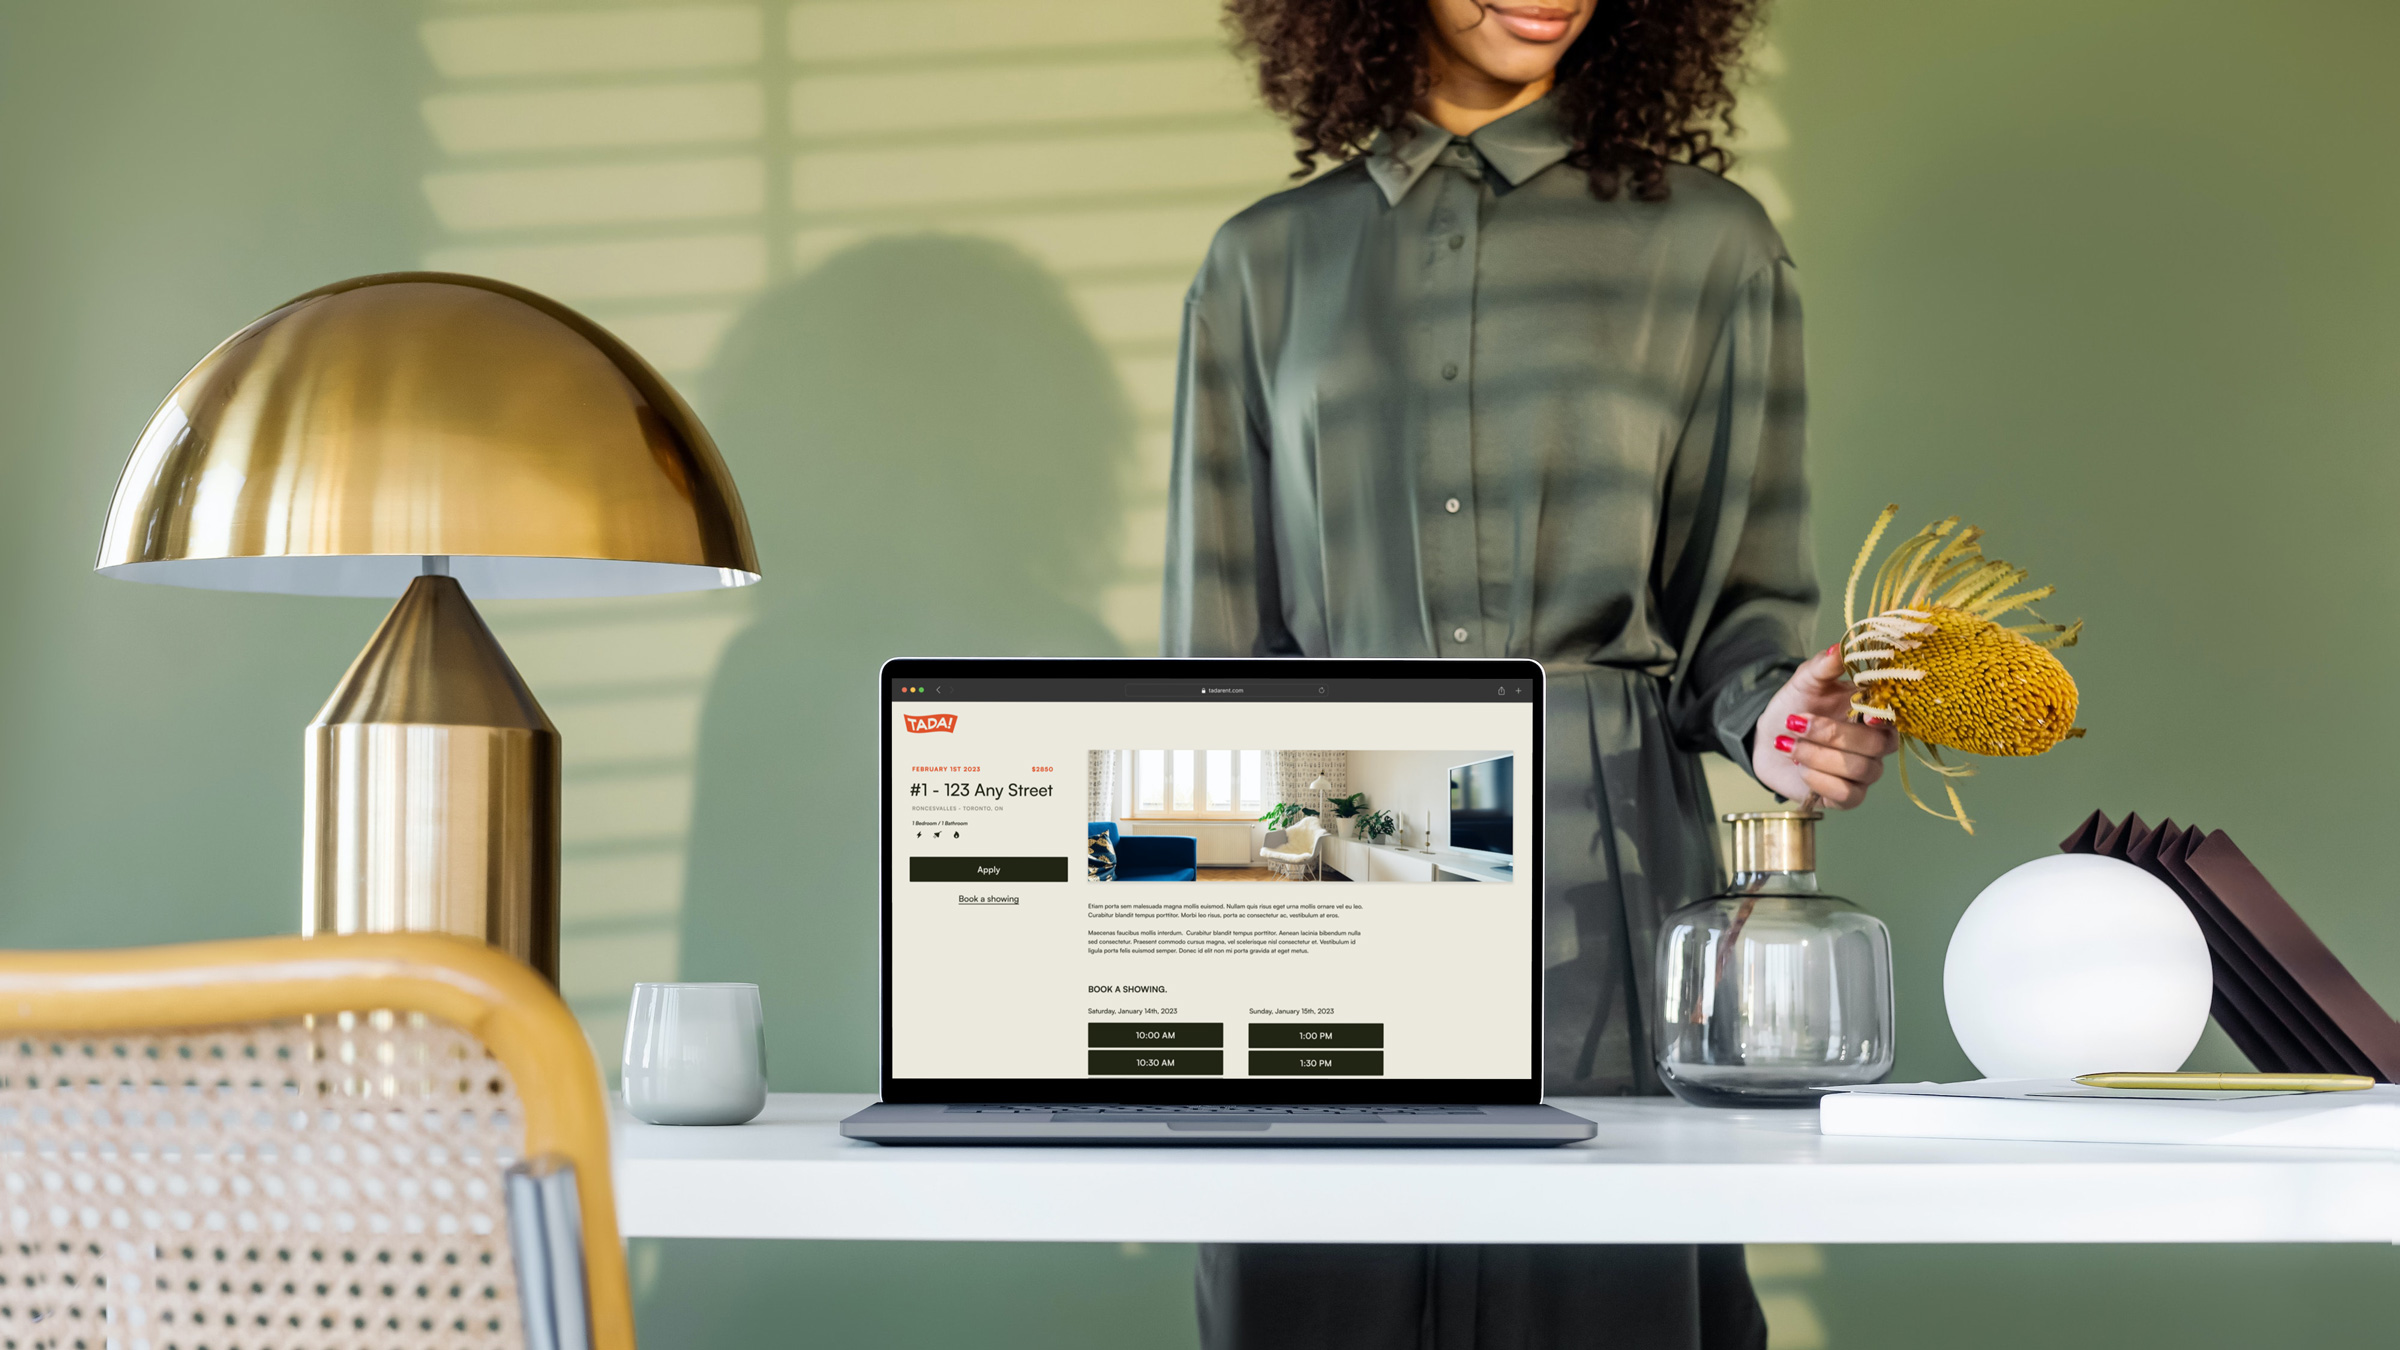 tadarent.com
TADA!
FEBRUARY 1ST 2023 $2850
#1 - 123 Any Street
RONCESVALLES - TORONTO, ON
1 Bedroom / 1 Bathroom
Apply
Book a showing
Etiam porta sem malesuada magna mollis euismod. Nullam quis risus eget urna mollis ornare vel eu leo.
Curabitur blandit tempus porttitor. Morbi leo risus, porta ac consectetur ac, vestibulum at eros.
Maecenas faucibus mollis interdum. Curabitur blandit tempus porttitor. Aenean lacinia bibendum nulla
sed consectetur. Praesent commodo cursus magna, vel scelerisque nisl consectetur et. Vestibulum id
ligula porta felis euismod semper. Donec id elit non mi porta gravida at eget metus.
BOOK A SHOWING.
Saturday, January 14th, 2023
10:00 AM
10:30 AM
Sunday, January 15th, 2023
1:00 PM
1:30 PM